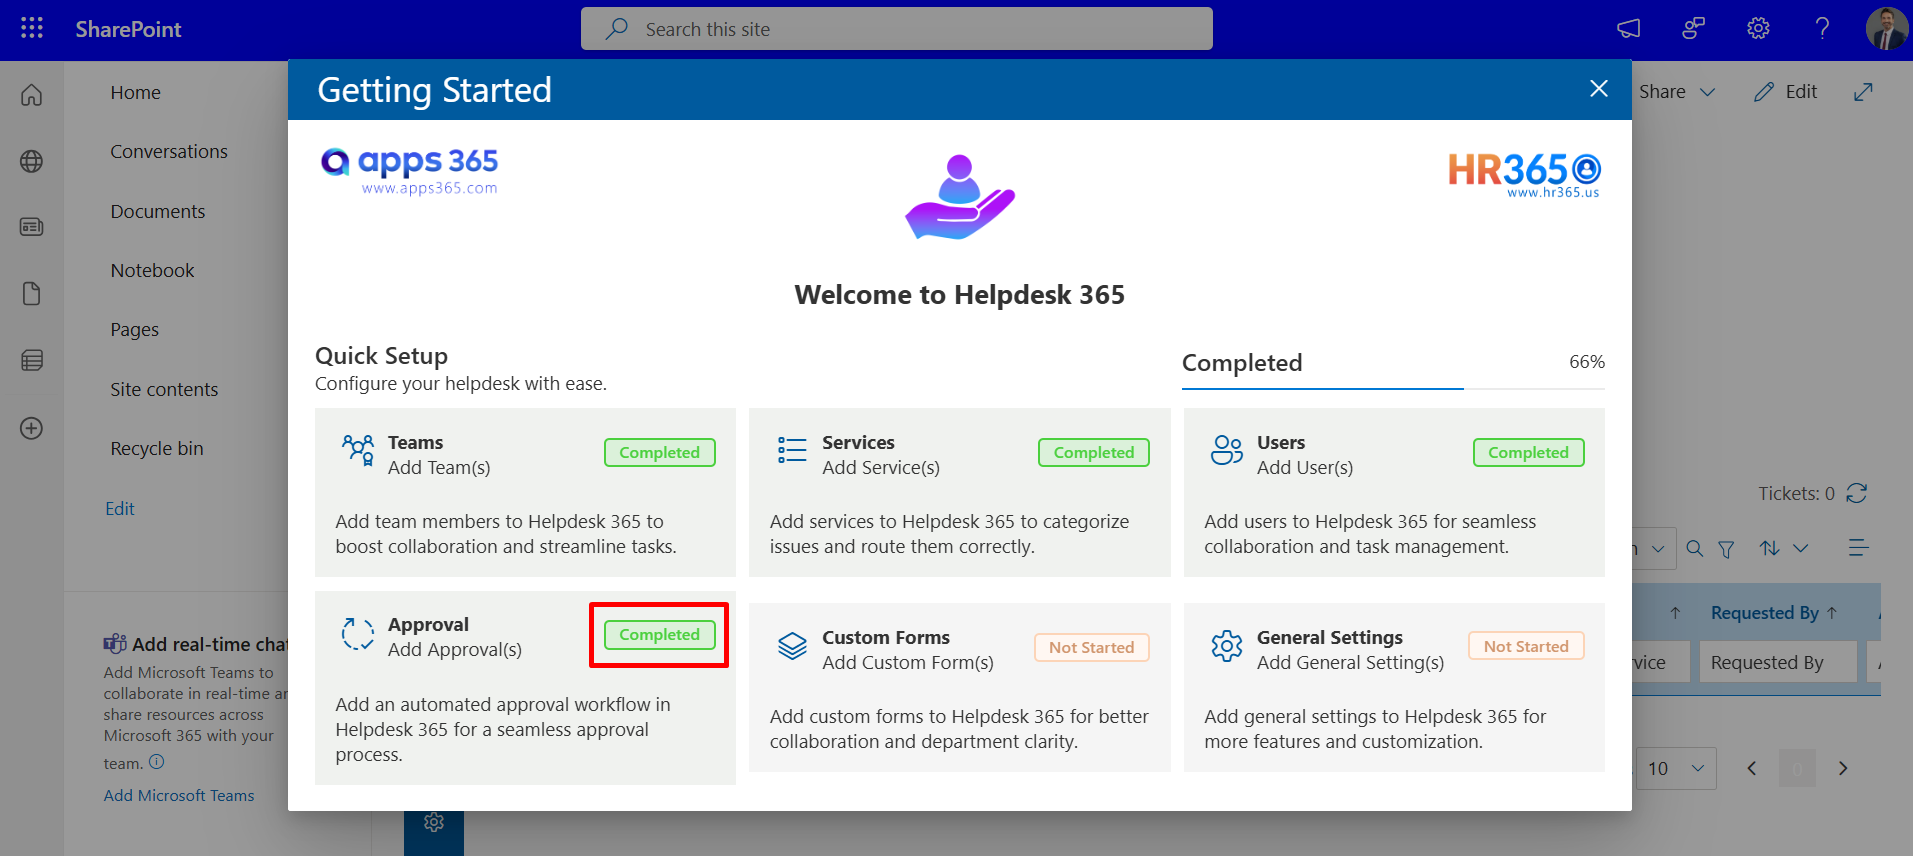 SharePoint
Search this site
Home
Conversations
Documents
Notebook
Pages
Site contents
Recycle bin
Edit
Add real-time chat
Add Microsoft Teams to
collaborate in real-time
share resources across
Microsoft 365 with your
team.
Add Microsoft Teams
Getting Started
apps 365
www.apps365.com
HR365
www.hr365.us
Welcome to Helpdesk 365
Quick Setup
Configure your helpdesk with ease.
Completed 66%
Teams
Add Team(s)
Completed
Add team members to Helpdesk 365 to
boost collaboration and streamline tasks.
Services
Add Service(s)
Completed
Add services to Helpdesk 365 to categorize
issues and route them correctly.
Users
Add User(s)
Completed
Add users to Helpdesk 365 for seamless
collaboration and task management.
Approval
Add Approval(s)
Completed
Add an automated approval workflow in
Helpdesk 365 for a seamless approval
process.
Custom Forms
Add Custom Form(s)
Not Started
Add custom forms to Helpdesk 365 for better
collaboration and department clarity.
General Settings
Add General Setting(s)
Not Started
Add general settings to Helpdesk 365 for
more features and customization.
Share
Edit
Tickets: 0
Requested By
Requested By
10
0